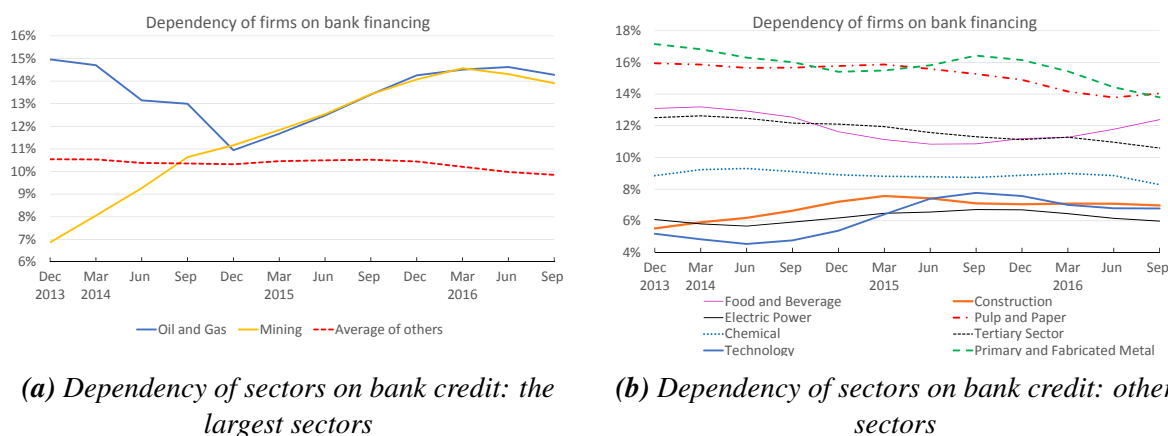 Dependency of firms on bank financing
16%
15%
14%
13%
12%
11%
10%
9%
8%
7%
6%
Dec Mar Jun Sep Dec Mar Jun Sep Dec Mar Jun Sep
2013 2014 2015 2016
Oil and Gas Mining Average of others
(a) Dependency of sectors on bank credit: the
largest sectors
Dependency of firms on bank financing
18%
16%
14%
12%
10%
8%
6%
4%
Dec Mar Jun Sep Dec Mar Jun Sep Dec Mar Jun Sep
2013 2014 2015 2016
Food and Beverage Construction
Electric Power Pulp and Paper
Chemical Tertiary Sector
Technology Primary and Fabricated Metal
(b) Dependency of sectors on bank credit: other
sectors